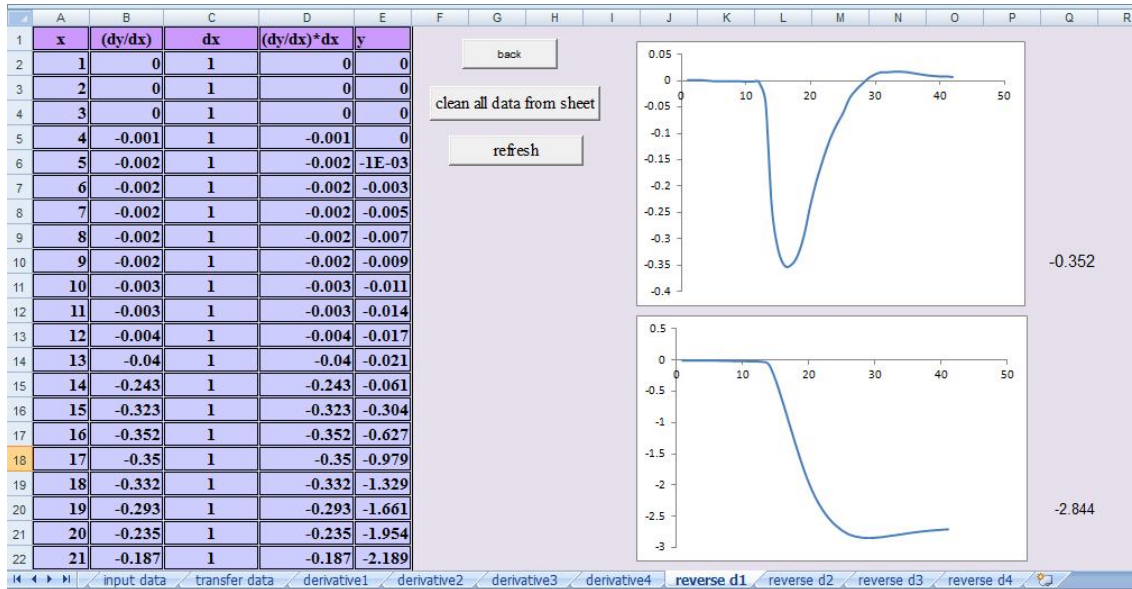 A B C D E F G H I J K L M N O P Q R
1 x (dy/dx) dx (dy/dx)*dx y
2 1 0 1 0 0
3 2 0 1 0 0
4 3 0 1 0 0
5 4 -0.001 1 -0.001 0
6 5 -0.002 1 -0.002 -1E-03
7 6 -0.002 1 -0.002 -0.003
8 7 -0.002 1 -0.002 -0.005
9 8 -0.002 1 -0.002 -0.007
10 9 -0.002 1 -0.002 -0.009
11 10 -0.003 1 -0.003 -0.011
12 11 -0.003 1 -0.003 -0.014
13 12 -0.004 1 -0.004 -0.017
14 13 -0.04 1 -0.04 -0.021
15 14 -0.243 1 -0.243 -0.061
16 15 -0.323 1 -0.323 -0.304
17 16 -0.352 1 -0.352 -0.627
18 17 -0.35 1 -0.35 -0.979
19 18 -0.332 1 -0.332 -1.329
20 19 -0.293 1 -0.293 -1.661
21 20 -0.235 1 -0.235 -1.954
22 21 -0.187 1 -0.187 -2.189
back
clean all data from sheet
refresh
0.05
0
-0.05
-0.1
-0.15
-0.2
-0.25
-0.3
-0.35
-0.4
0 10 20 30 40 50
-0.352
0.5
0
-0.5
-1
-1.5
-2
-2.5
-3
0 10 20 30 40 50
-2.844
input data transfer data derivative1 derivative2 derivative3 derivative4 reverse d1 reverse d2 reverse d3 reverse d4